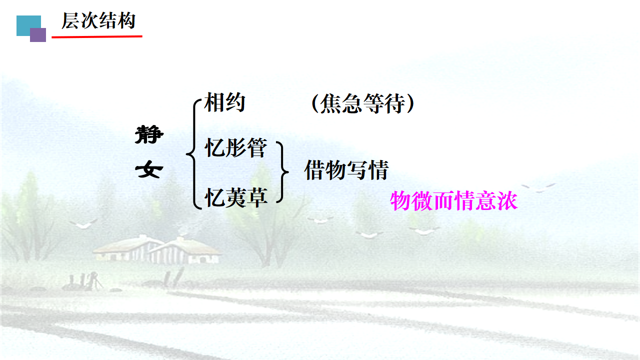 层次结构
相约 （焦急等待）
静女
忆彤管
借物写情
忆荑草
物微而情意浓